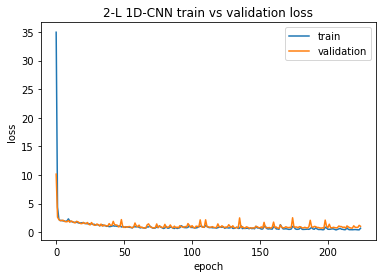 2-L 1D-CNN train vs validation loss
train
validation
35
30
25
20
15
10
5
0
loss
0 50 100 150 200
epoch